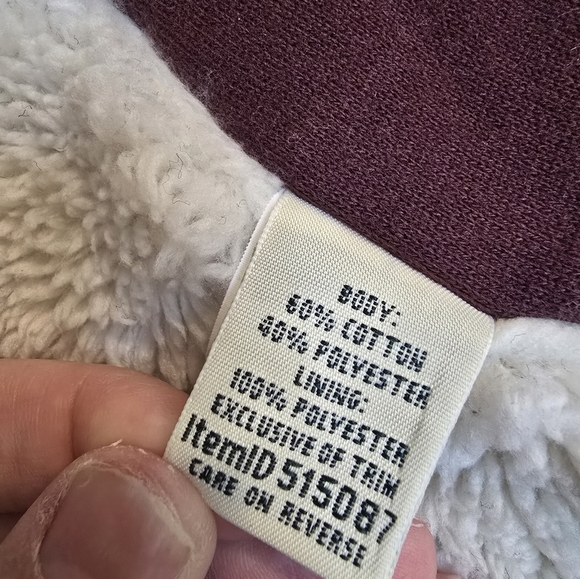 BODY:
60% COTTON
40% POLYESTER
LINING:
100% POLYESTER
EXCLUSIVE OF TRIM
ItemID 515087
CARE ON REVERSE